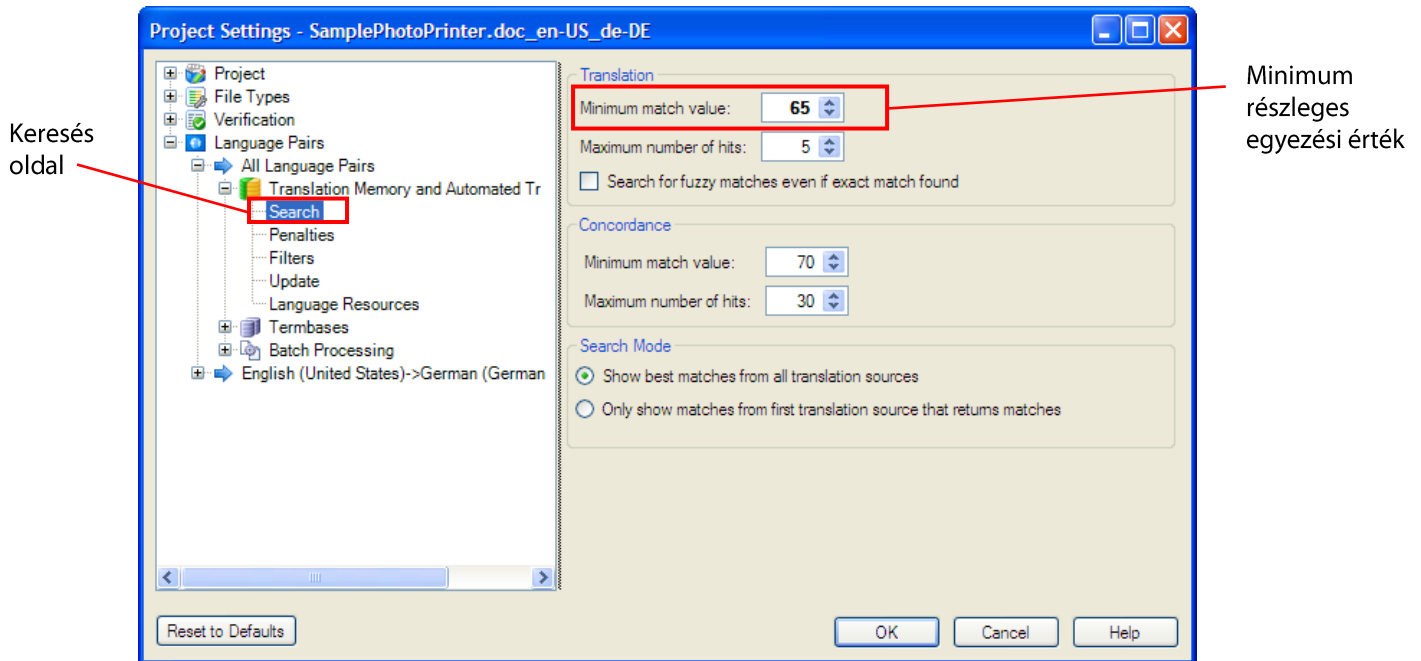 Project Settings - SamplePhotoPrinter.doc_en-US_de-DE
Keresés
oldal
Project
File Types
Verification
Language Pairs
All Language Pairs
Translation Memory and Automated Tr
Search
Penalties
Filters
Update
Language Resources
Termbases
Batch Processing
English (United States)->German (German
Translation
Minimum match value: 65
Maximum number of hits: 5
Search for fuzzy matches even if exact match found
Concordance
Minimum match value: 70
Maximum number of hits: 30
Search Mode
Show best matches from all translation sources
Only show matches from first translation source that returns matches
Minimum
részleges
egyezési érték
Reset to Defaults
OK
Cancel
Help